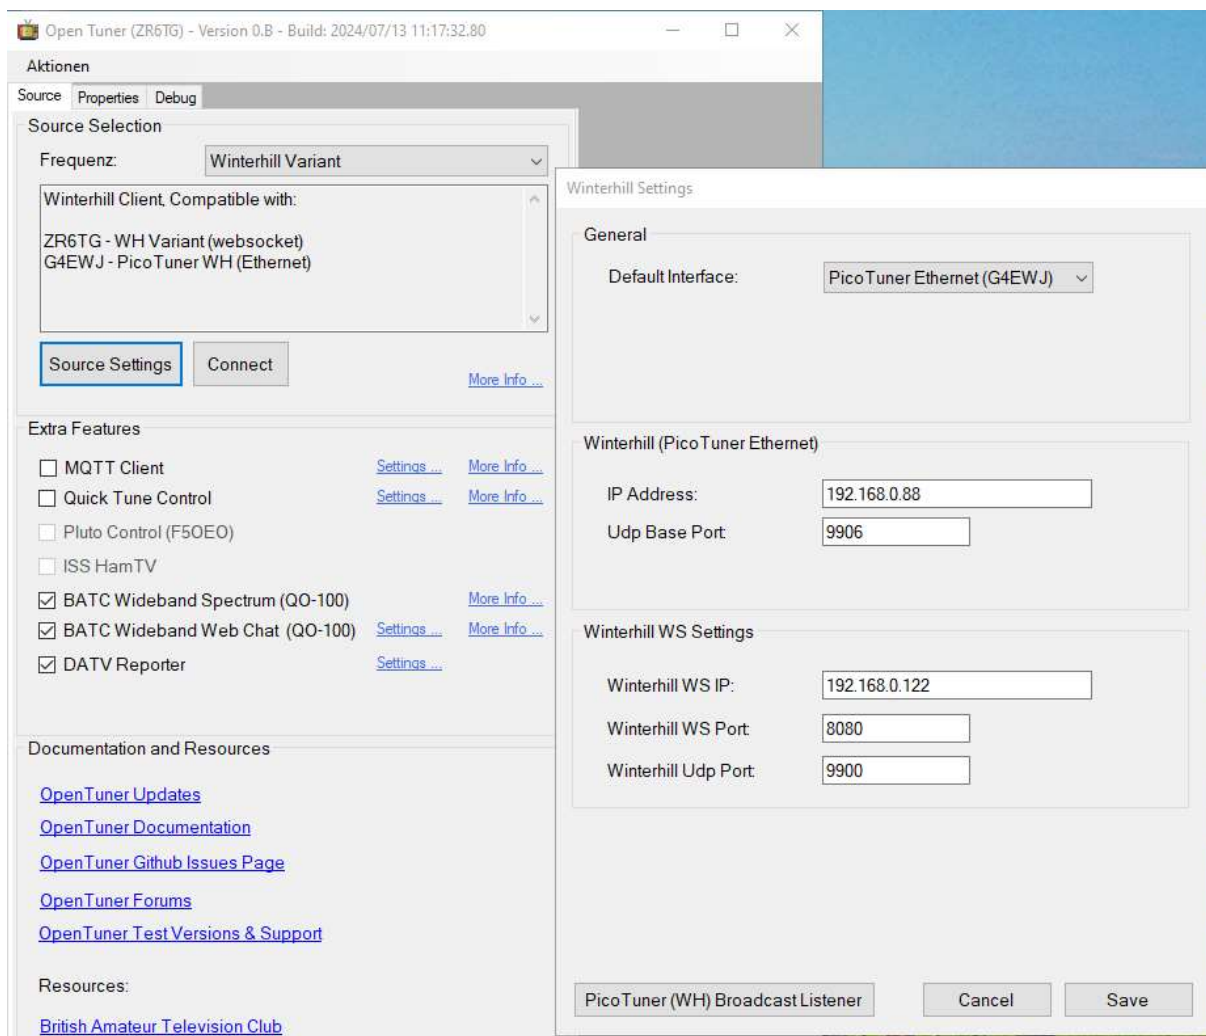 Open Tuner (ZR6TG) - Version 0.B - Build: 2024/07/13 11:17:32.80
Aktionen
Source Properties Debug
Source Selection
Frequenz: Winterhill Variant
Winterhill Client, Compatible with:
ZR6TG - WH Variant (websocket)
G4EWJ - PicoTuner WH (Ethernet)
Source Settings Connect
More Info ...
Extra Features
MQTT Client Settings ... More Info ...
Quick Tune Control Settings ... More Info ...
Pluto Control (F5OEO)
ISS HamTV
BATC Wideband Spectrum (QO-100) More Info ...
BATC Wideband Web Chat (QO-100) Settings ... More Info ...
DATV Reporter Settings ...
Documentation and Resources
OpenTuner Updates
OpenTuner Documentation
OpenTuner Github Issues Page
OpenTuner Forums
OpenTuner Test Versions & Support
Resources:
British Amateur Television Club
Winterhill Settings
General
Default Interface: PicoTuner Ethernet (G4EWJ)
Winterhill (PicoTuner Ethernet)
IP Address: 192.168.0.88
Udp Base Port: 9906
Winterhill WS Settings
Winterhill WS IP: 192.168.0.122
Winterhill WS Port: 8080
Winterhill Udp Port: 9900
PicoTuner (WH) Broadcast Listener Cancel Save